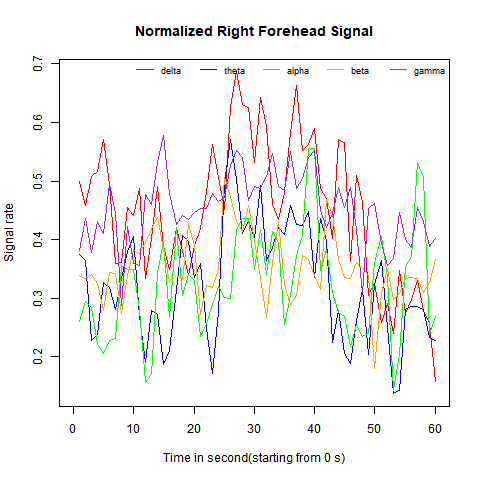 Normalized Right Forehead Signal
delta theta alpha beta gamma
0.7
0.6
0.5
0.4
0.3
0.2
Signal rate
0 10 20 30 40 50 60
Time in second(starting from 0 s)